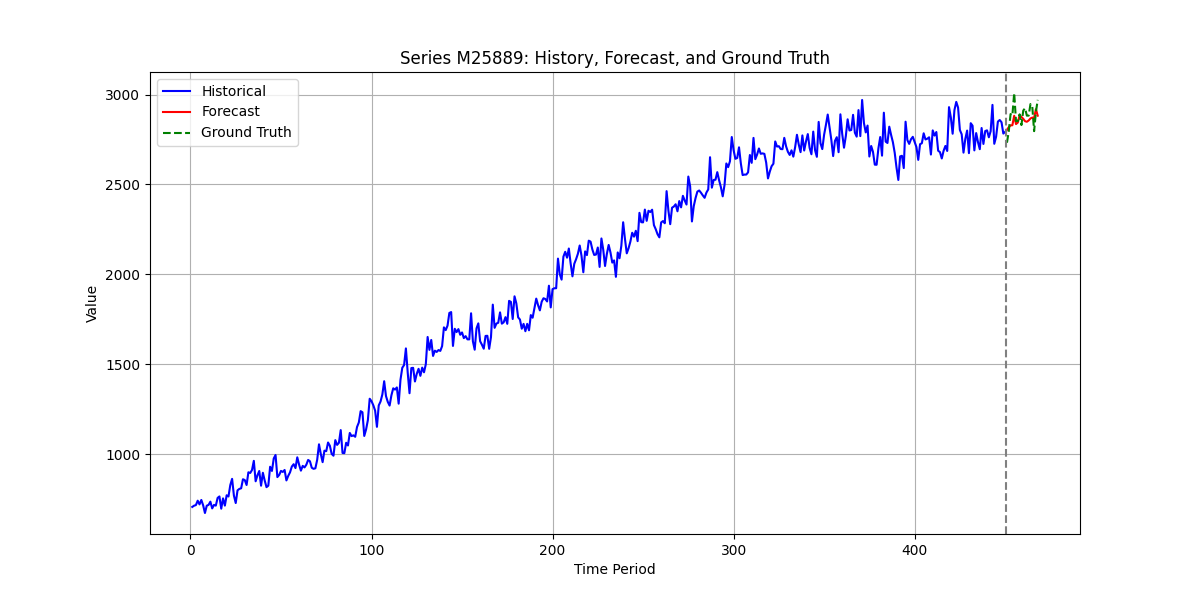 Series M25889: History, Forecast, and Ground Truth
Historical
Forecast
Ground Truth
3000
2500
2000
1500
1000
Value
0 100 200 300 400
Time Period